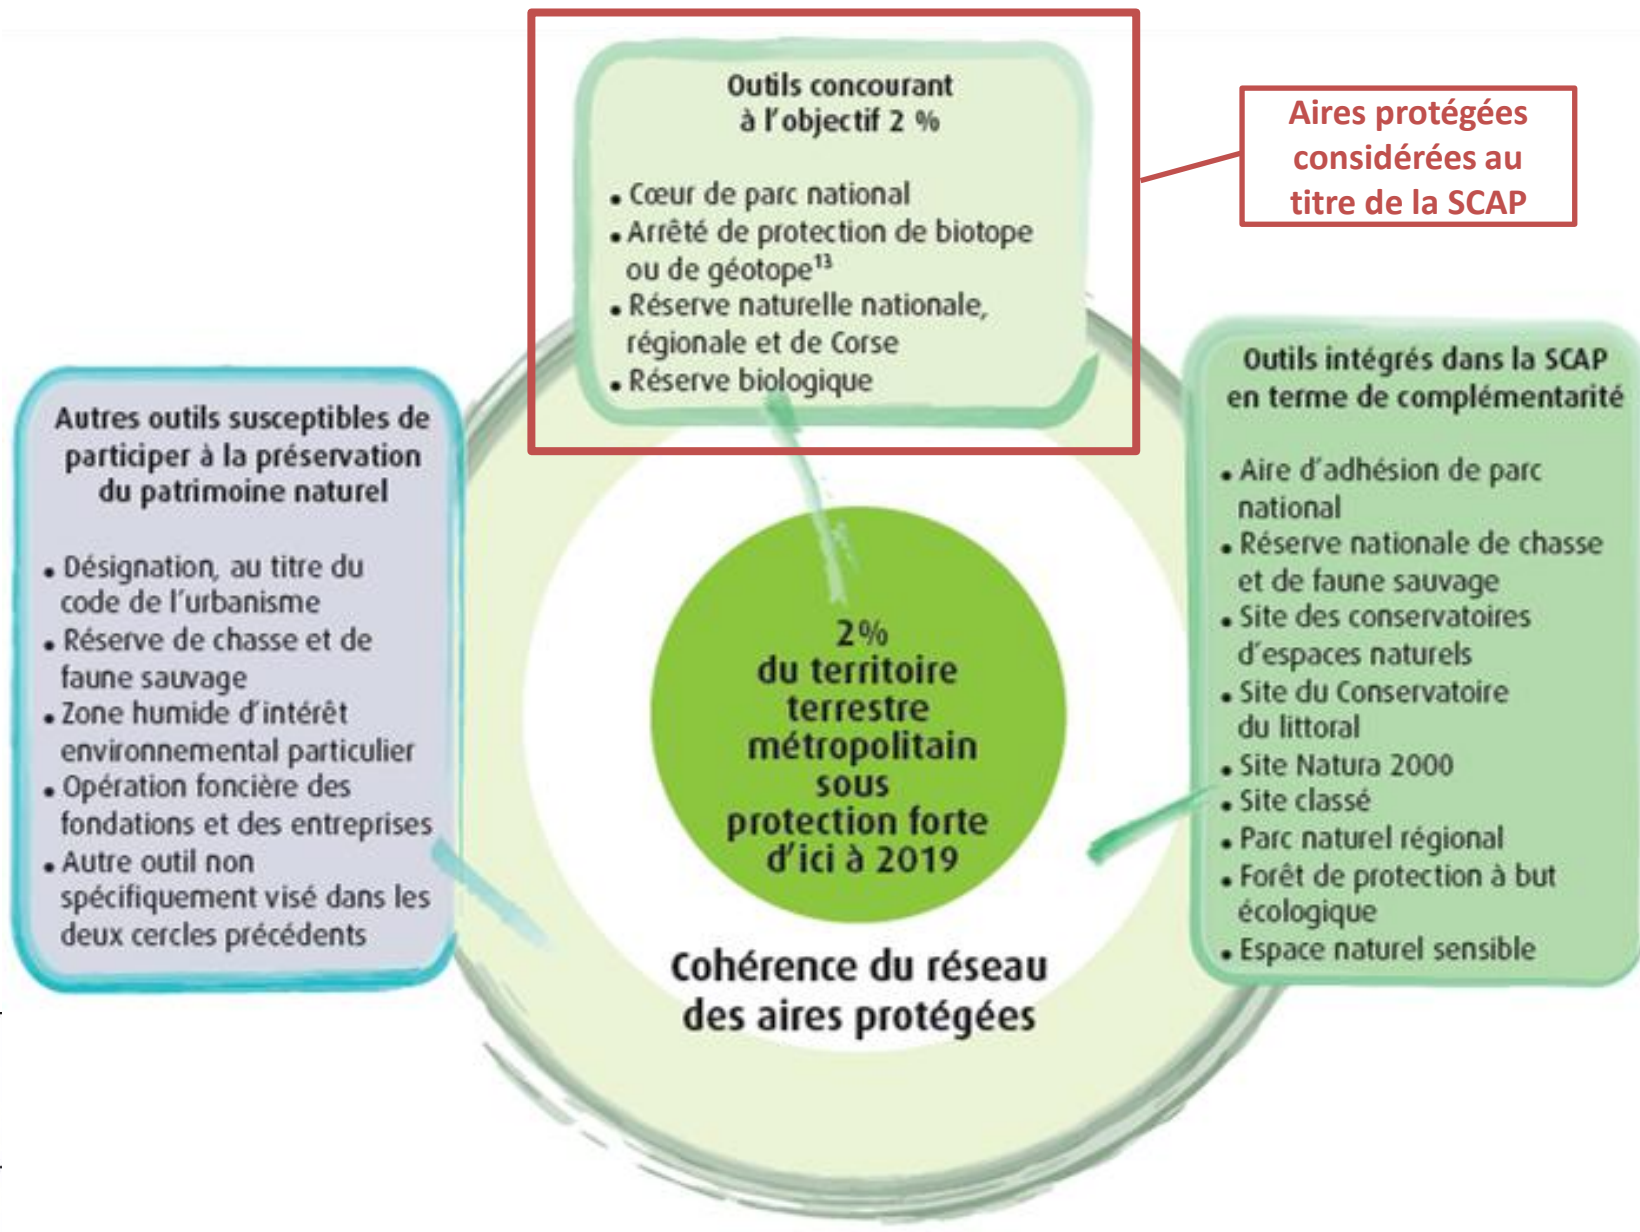 Outils concourant
à l'objectif 2 %
• Cœur de parc national
• Arrêté de protection de biotope
ou de géotope¹³
• Réserve naturelle nationale,
régionale et de Corse
• Réserve biologique
Aires protégées
considérées au
titre de la SCAP
Autres outils susceptibles de
participer à la préservation
du patrimoine naturel
• Désignation, au titre du
code de l'urbanisme
• Réserve de chasse et de
faune sauvage
• Zone humide d'intérêt
environnemental particulier
• Opération foncière des
fondations et des entreprises
• Autre outil non
spécifiquement visé dans les
deux cercles précédents
2%
du territoire
terrestre
métropolitain
sous
protection forte
d'ici à 2019
Cohérence du réseau
des aires protégées
Outils intégrés dans la SCAP
en terme de complémentarité
• Aire d'adhésion de parc
national
• Réserve nationale de chasse
et de faune sauvage
• Site des conservatoires
d'espaces naturels
• Site du Conservatoire
du littoral
• Site Natura 2000
• Site classé
• Parc naturel régional
• Forêt de protection à but
écologique
• Espace naturel sensible